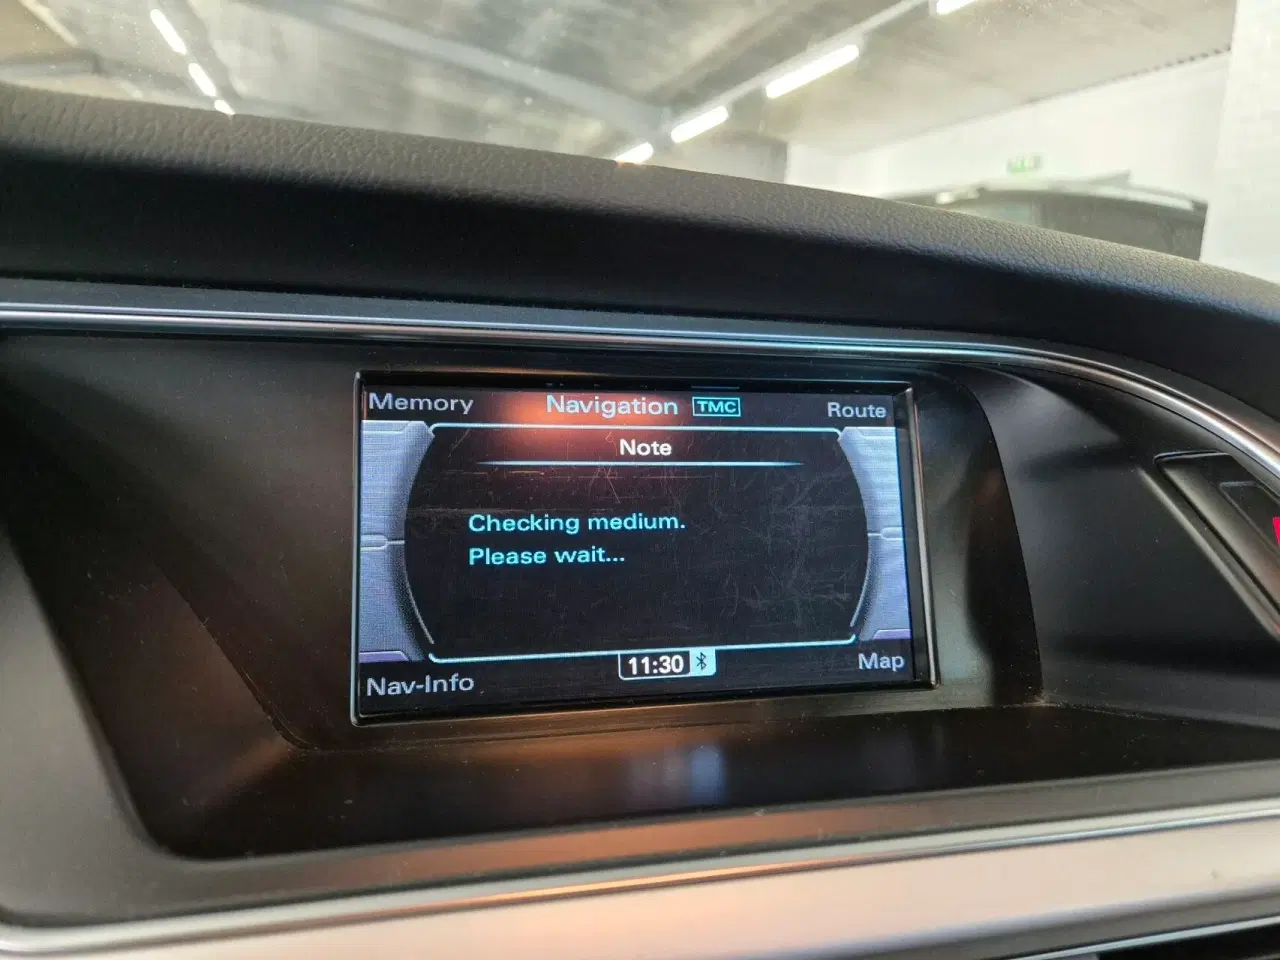 Memory Navigation TMC Route
Note
Checking medium.
Please wait...
Nav-Info 11:30 Map